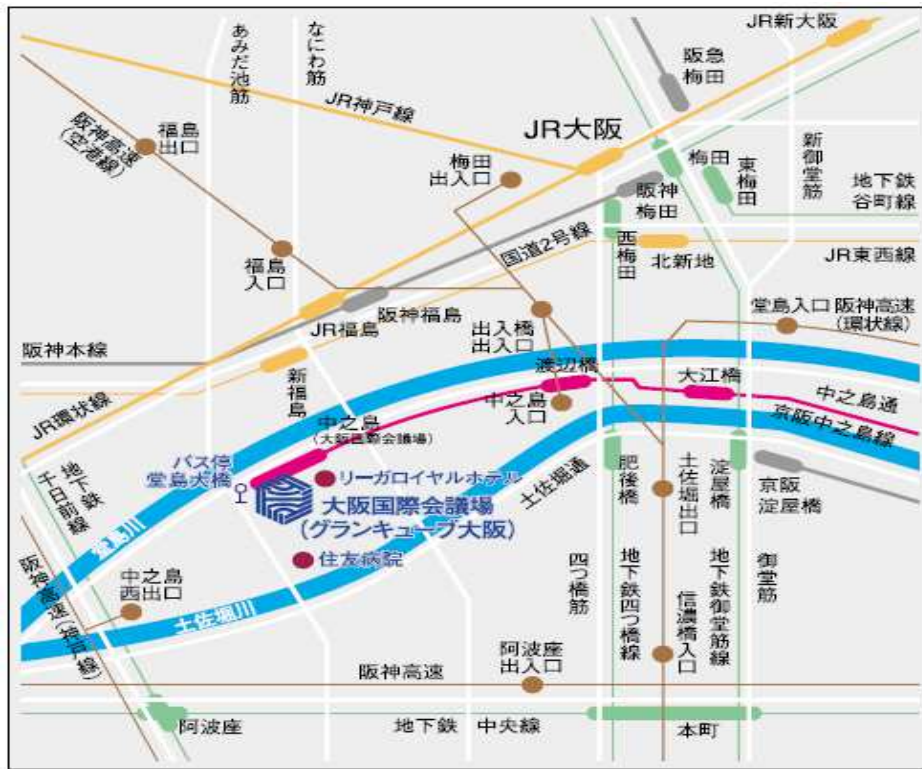 JR新大阪
あみだ池筋
なにわ筋
阪急
梅田
JR神戸線
JR大阪
阪神高速
(空港線)
福島
出口
梅田
出入口
梅田
東梅田
新御堂筋
地下鉄
谷町線
阪神
梅田
国道2号線
西梅田
北新地
JR東西線
福島
入口
JR福島
阪神福島
出入橋
出入口
堂島入口
阪神高速
(環状線)
阪神本線
新福島
渡辺橋
大江橋
中之島
入口
中之島通
京阪中之島線
JR環状線
中之島
(大阪国際会議場)
バス停
堂島大橋
リーガロイヤルホテル
大阪国際会議場
(グランキューブ大阪)
住友病院
土佐堀通
肥後橋
土佐堀出口
淀屋橋
京阪
淀屋橋
地下鉄
千日前線
堂島川
土佐堀川
中之島
西出口
阪神高速(神戸線)
四つ橋筋
地下鉄四つ橋線
信濃橋入口
地下鉄御堂筋線
御堂筋
阪神高速
阿波座
出入口
阿波座
地下鉄 中央線
本町